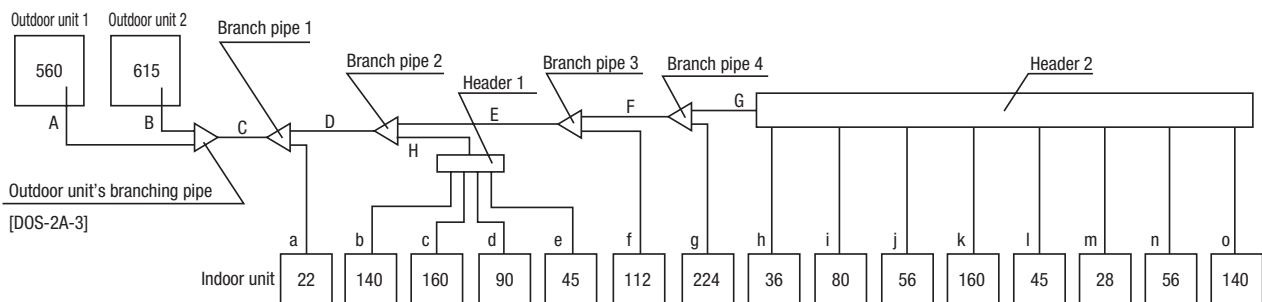 Outdoor unit 1
Outdoor unit 2
Branch pipe 1
560
615
Branch pipe 2
Header 1
Branch pipe 3
Branch pipe 4
Header 2
A
B
C
D
E
F
G
H
Outdoor unit's branching pipe
[DOS-2A-3]
a
b
c
d
e
f
g
h
i
j
k
l
m
n
o
Indoor unit
22
140
160
90
45
112
224
36
80
56
160
45
28
56
140